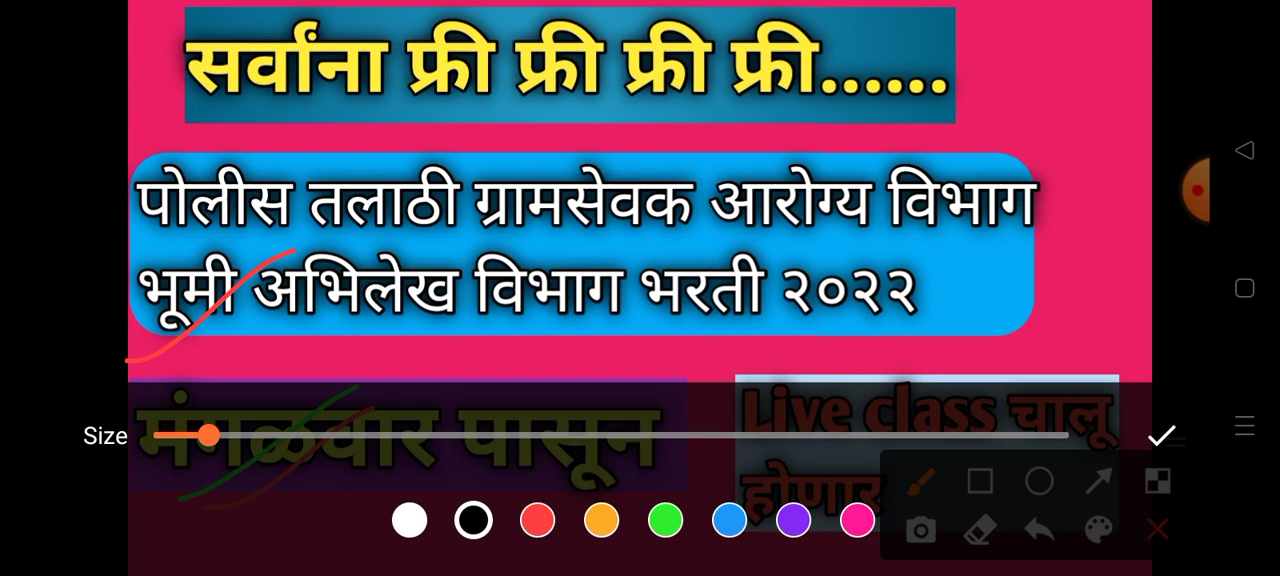 सर्वांना फ्री फ्री फ्री फ्री......
पोलीस तलाठी ग्रामसेवक आरोग्य विभाग
भूमी अभिलेख विभाग भरती २०२२
मंगळवार पासून
Live class चालू
होणार
Size